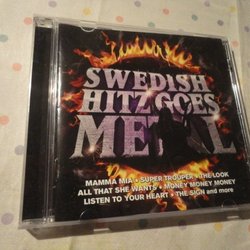 SWEDISH
HITZ GOES
METAL
MAMMA MIA • SUPER TROUPER • THE LOOK
ALL THAT SHE WANTS • MONEY MONEY MONEY
LISTEN TO YOUR HEART • THE SIGN and more